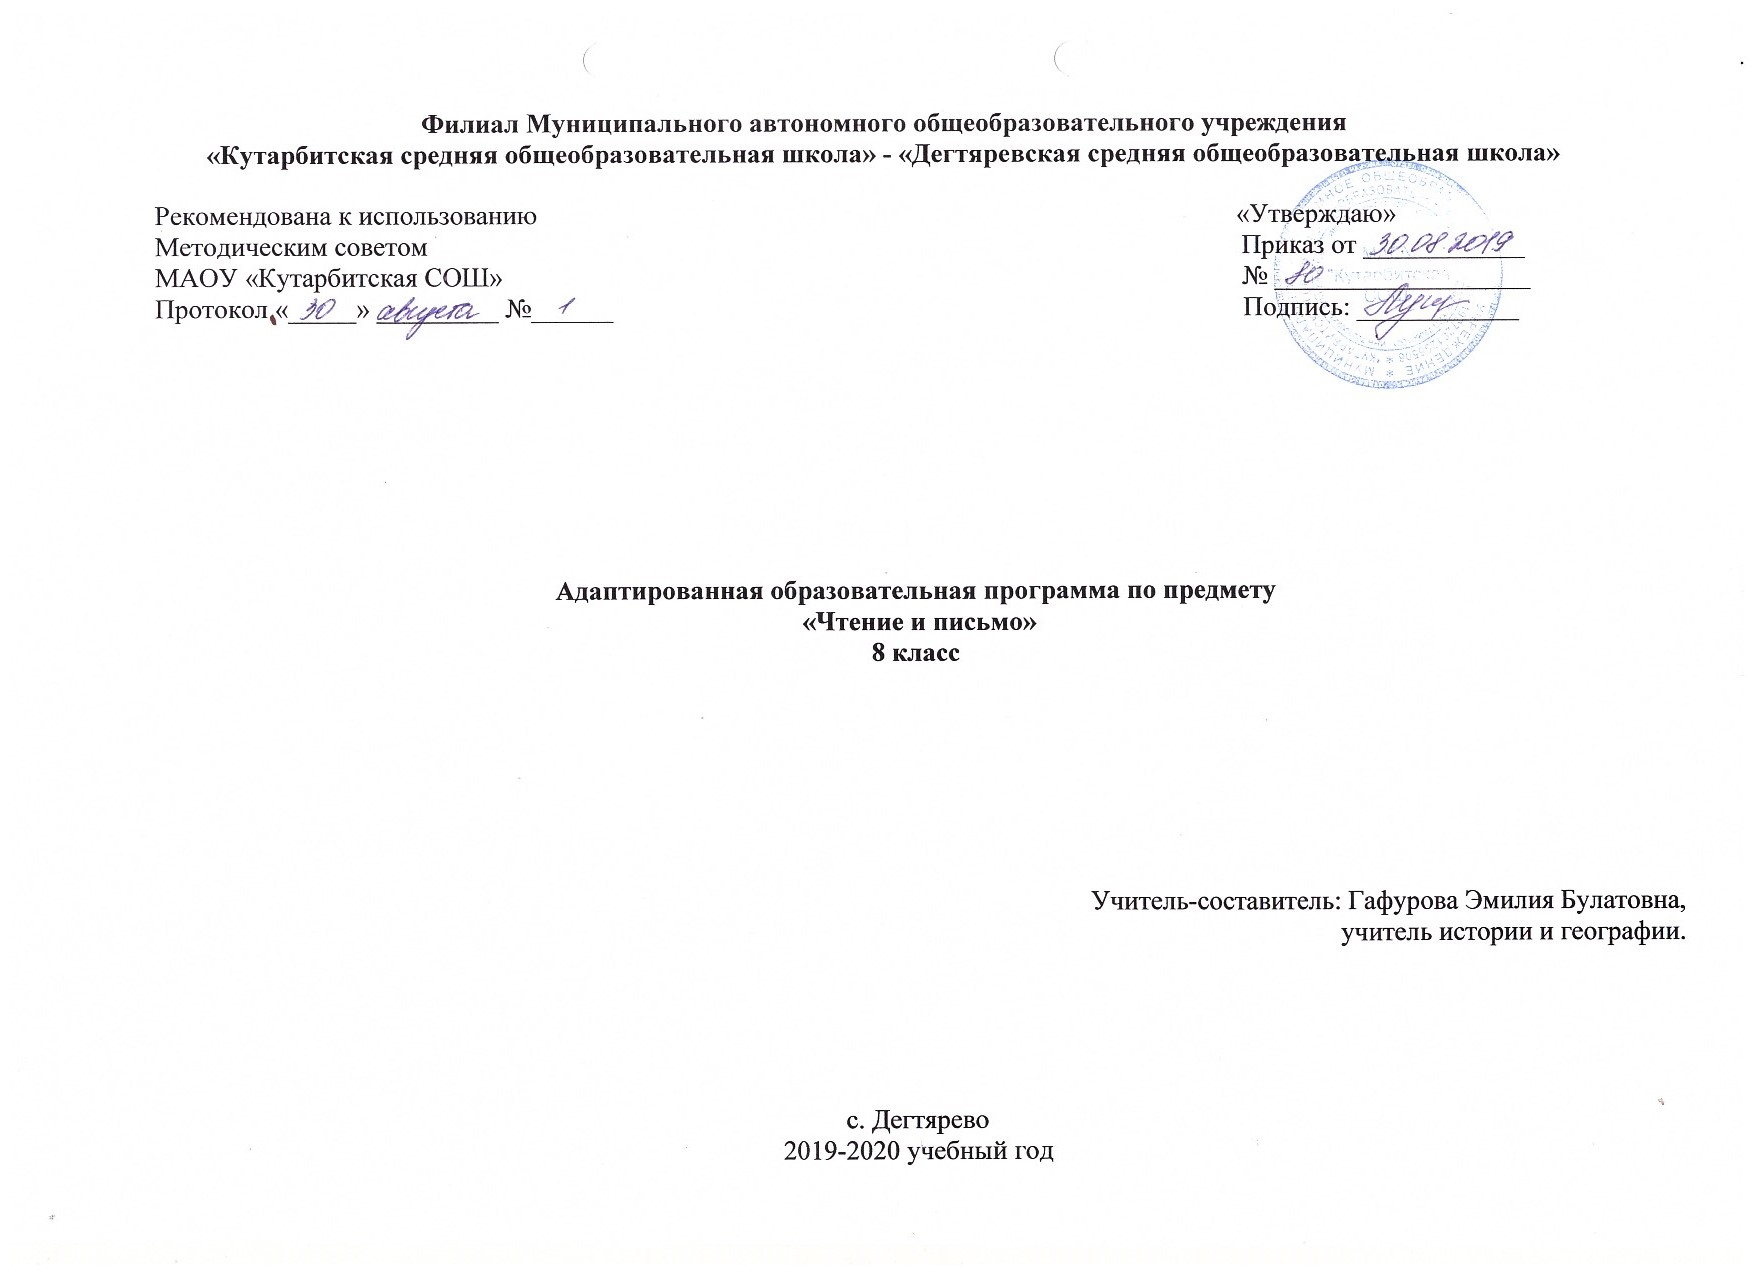 Филиал Муниципального автономного общеобразовательного учреждения
«Кутарбитская средняя общеобразовательная школа» - «Дегтяревская средняя общеобразовательная школа»
Рекомендована к использованию
Методическим советом
МАОУ «Кутарбитская СОШ»
Протокол «30» августа №1
«Утверждаю»
Приказ от 30.08.2019
№ 80
Подпись:
Адаптированная образовательная программа по предмету
«Чтение и письмо»
8 класс
Учитель-составитель: Гафурова Эмилия Булатовна,
учитель истории и географии.
с. Дегтярево
2019-2020 учебный год